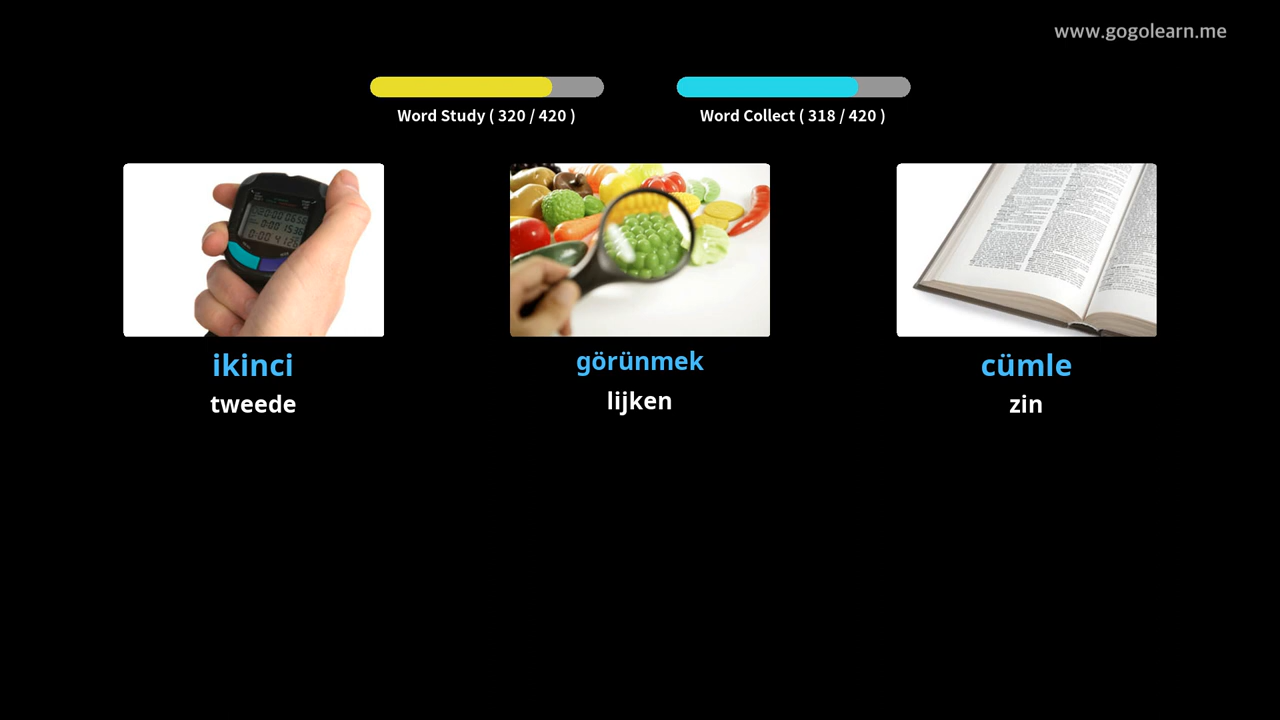 www.gogolearn.me
Word Study ( 320 / 420 )
Word Collect ( 318 / 420 )
ikinci
tweede
görünmek
lijken
cümle
zin